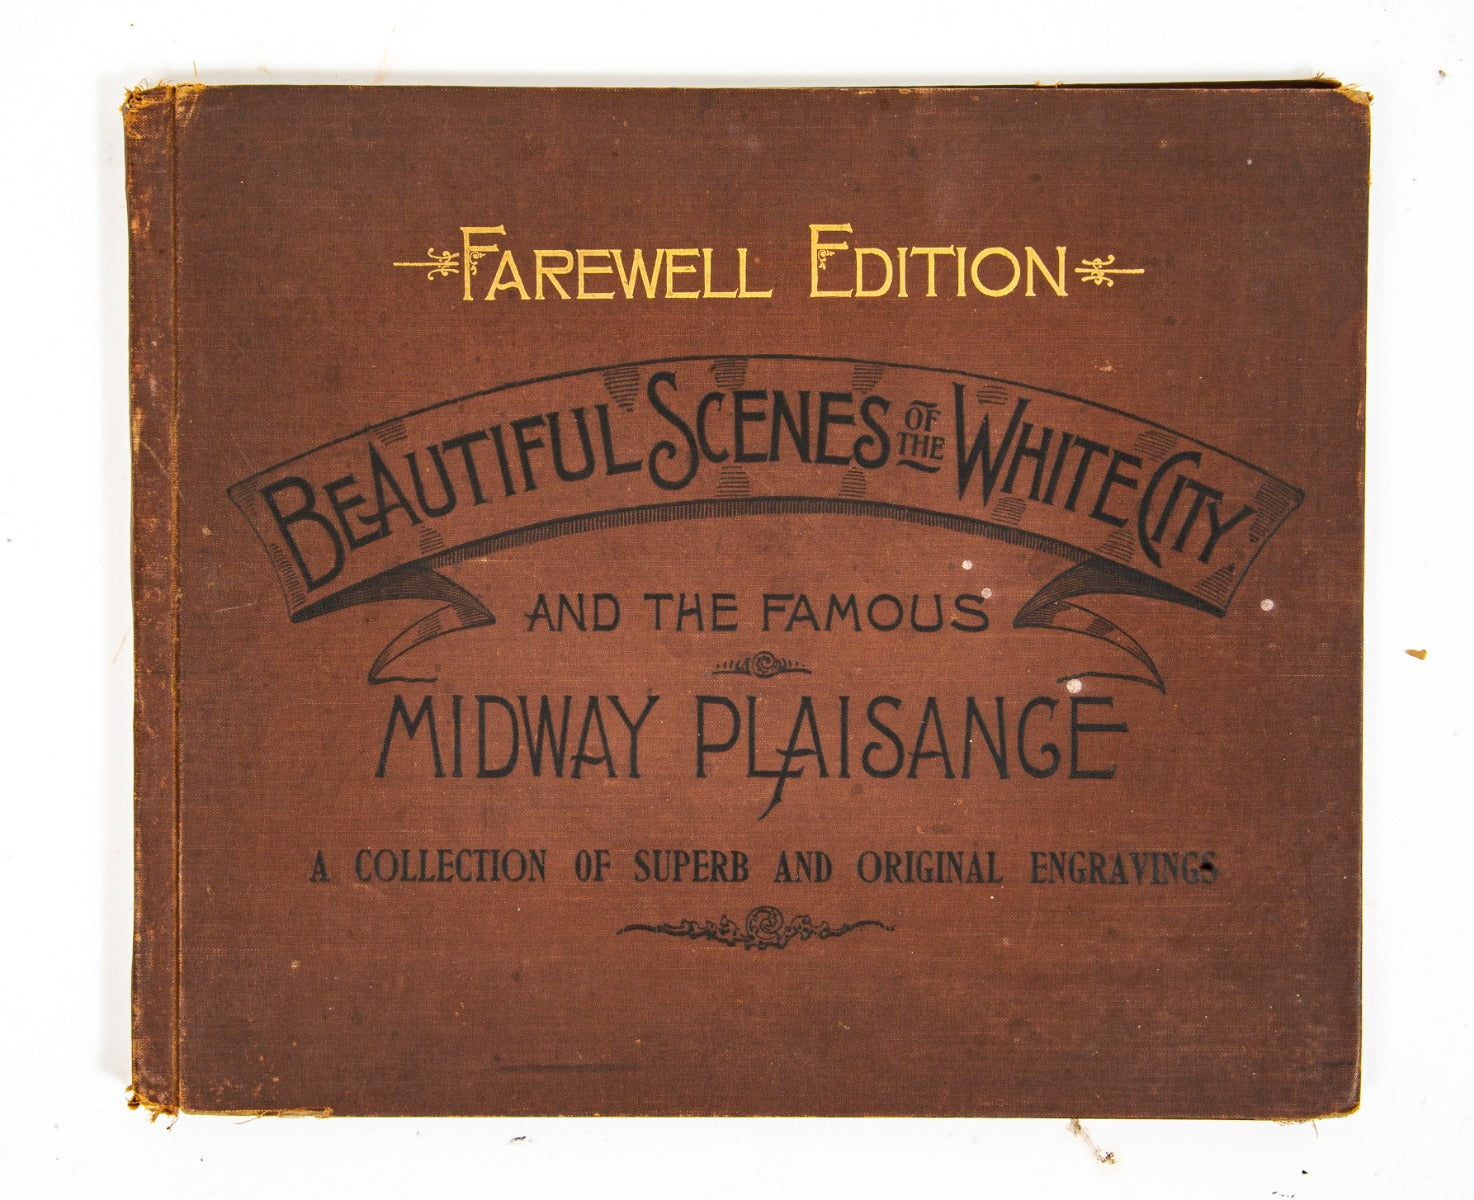 FAREWELL EDITION
BEAUTIFUL SCENES OF THE WHITE CITY.
AND THE FAMOUS
MIDWAY PLAISANCE
A COLLECTION OF SUPERB AND ORIGINAL ENGRAVINGS